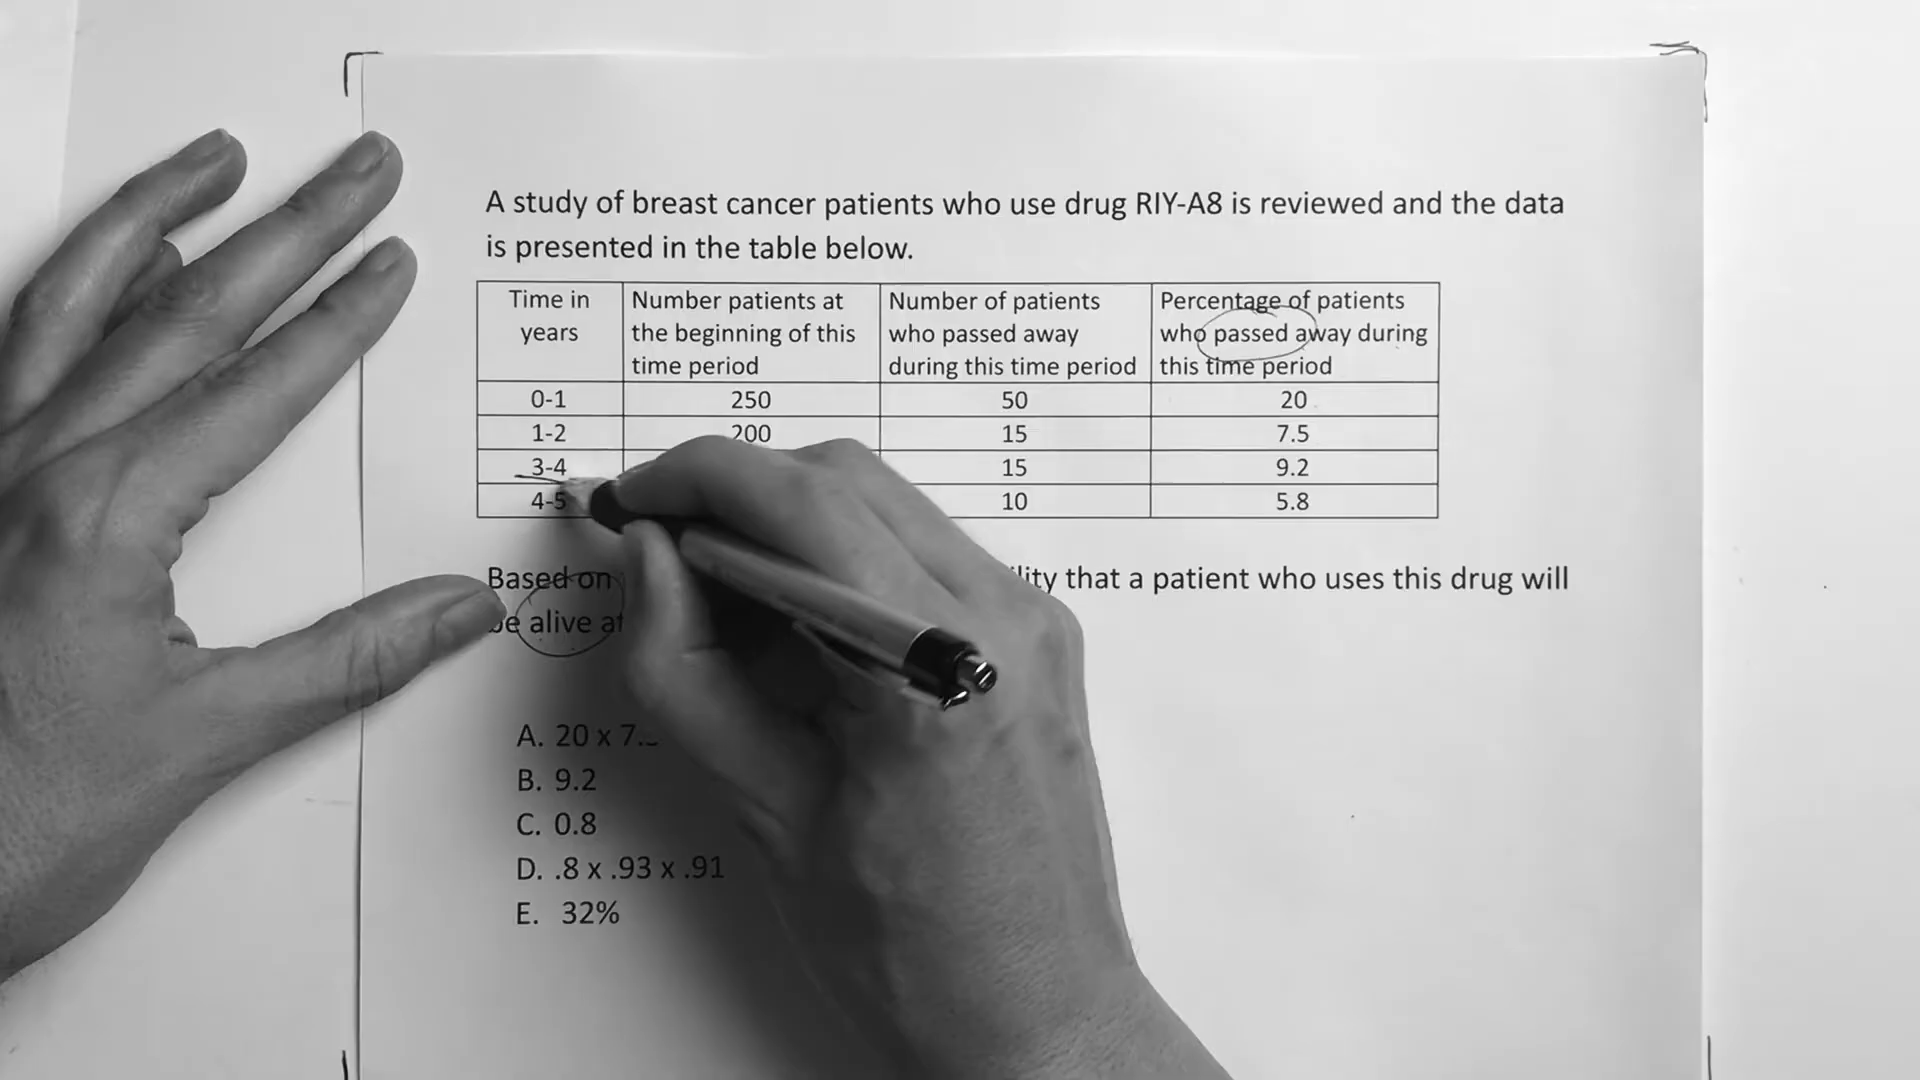 A study of breast cancer patients who use drug RIY-A8 is reviewed and the data
is presented in the table below.
Time in years
Number patients at the beginning of this time period
Number of patients who passed away during this time period
Percentage of patients who passed away during this time period
0-1 250 50 20
1-2 200 15 7.5
3-4 15 9.2
4-5 10 5.8
Based on that a patient who uses this drug will
be alive
A. 20 x
B. 9.2
C. 0.8
D. .8 x .93 x .91
E. 32%